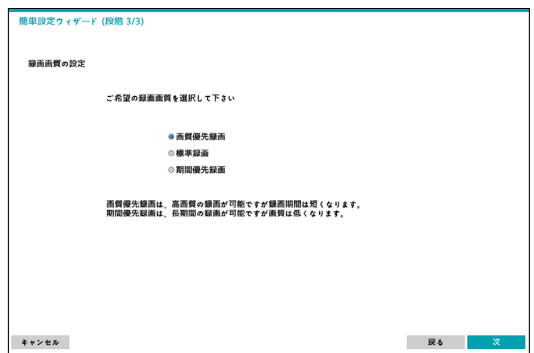 簡単設定ウィザード (段階 3/3)
録画画質の設定
ご希望の録画画質を選択して下さい
画質優先録画
標準録画
期間優先録画
画質優先録画は、高画質の録画が可能ですが録画期間は短くなります。
期間優先録画は、長期間の録画が可能ですが画質は低くなります。
キャンセル 戻る 次